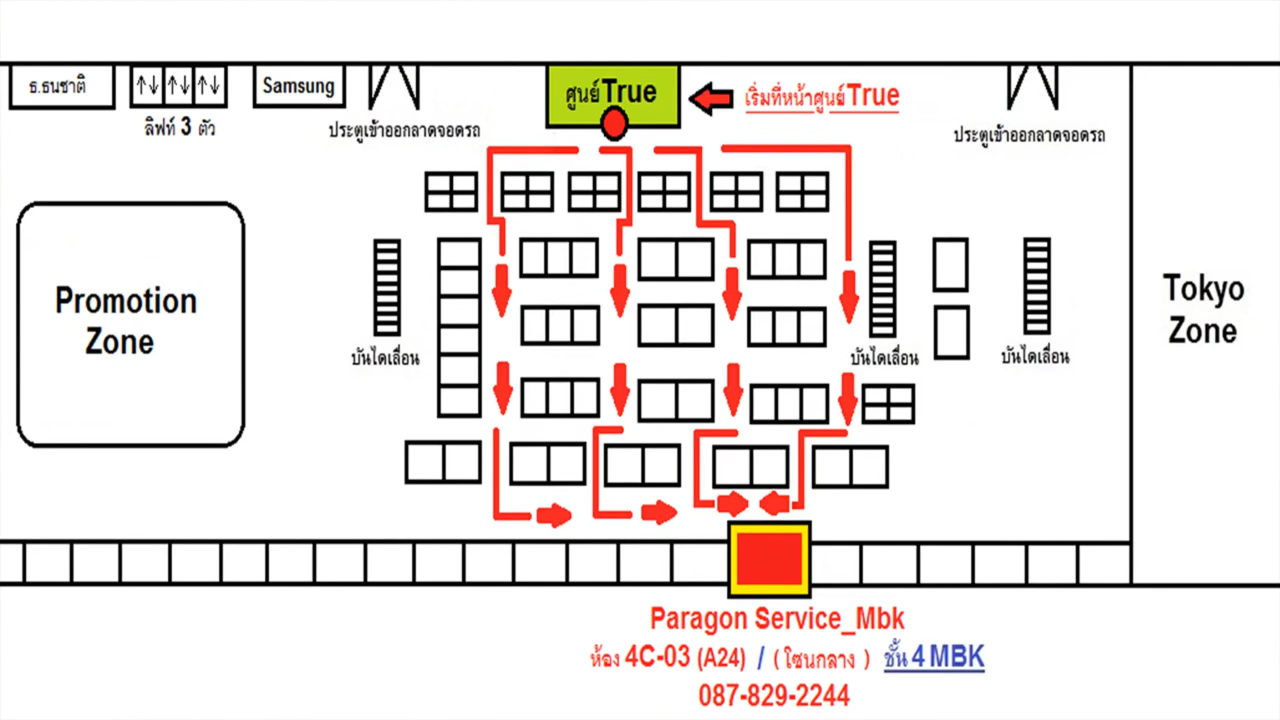 ธ.ธนชาติ
Samsung
ศูนย์ True
เริ่มที่หน้าศูนย์ True
ลิฟท์ 3 ตัว
ประตูเข้าออกลาดจอดรถ
ประตูเข้าออกลาดจอดรถ
Promotion
Zone
Tokyo
Zone
บันไดเลื่อน
บันไดเลื่อน
บันไดเลื่อน
Paragon Service_Mbk
ห้อง 4C-03 (A24) / ( โซนกลาง ) ชั้น 4 MBK
087-829-2244